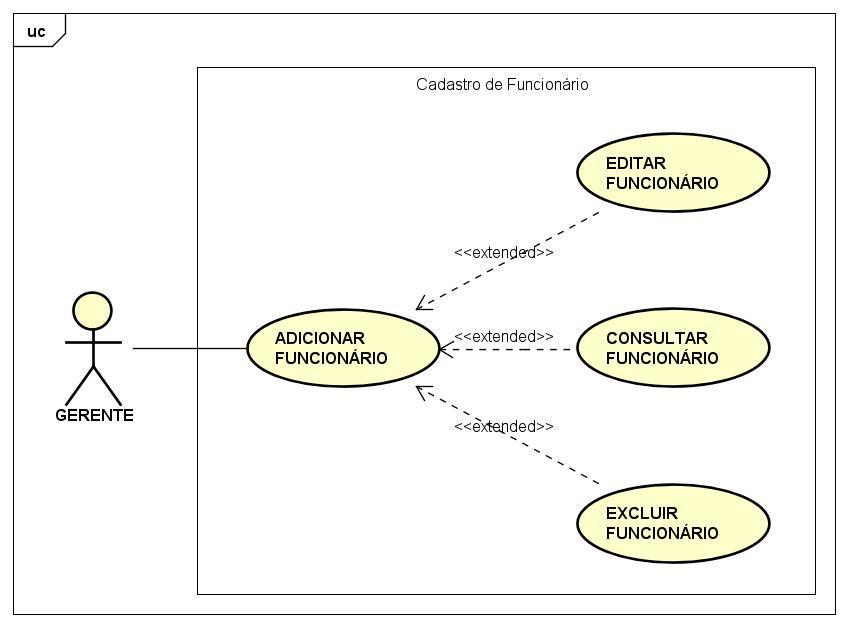 uc
Cadastro de Funcionário
EDITAR
FUNCIONÁRIO
<<extended>>
ADICIONAR
FUNCIONÁRIO
<<extended>>
CONSULTAR
FUNCIONÁRIO
GERENTE
<<extended>>
EXCLUIR
FUNCIONÁRIO